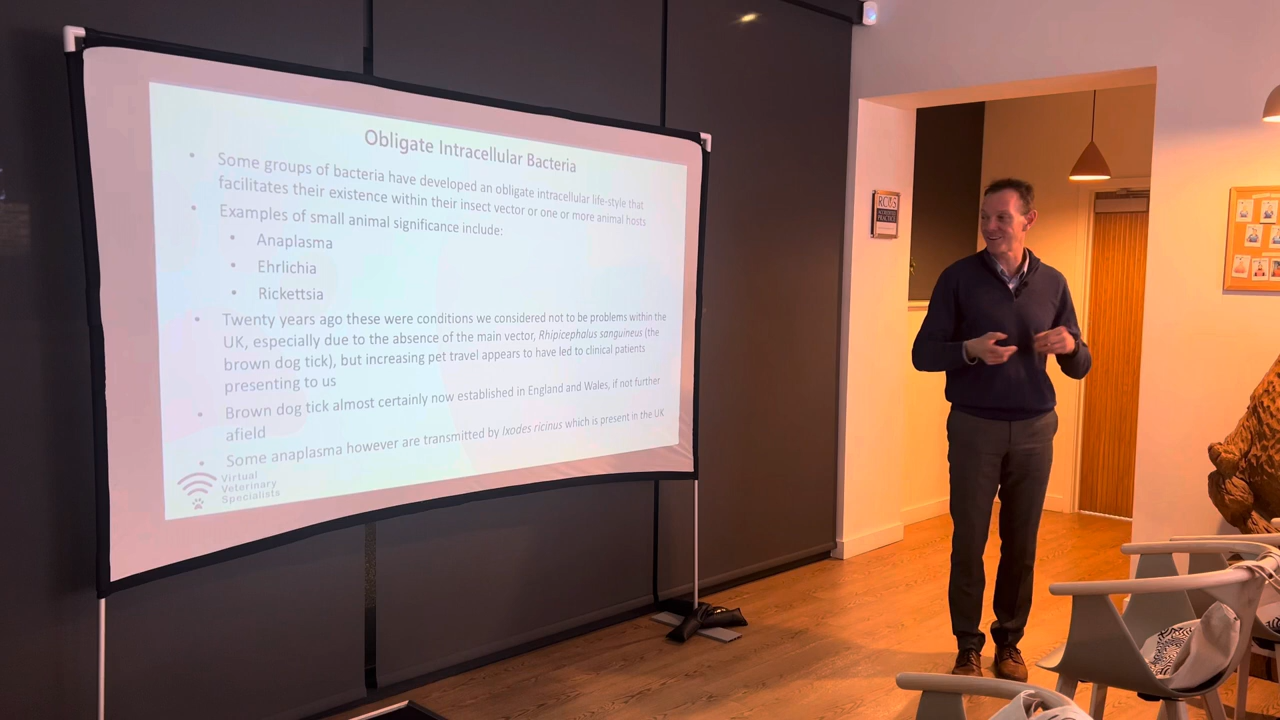 Obligate Intracellular Bacteria
• Some groups of bacteria have developed an obligate intracellular life-style that
facilitates their existence within their insect vector or one or more animal hosts
• Examples of small animal significance include:
• Anaplasma
• Ehrlichia
• Rickettsia
• Twenty years ago these were conditions we considered not to be problems within the
UK, especially due to the absence of the main vector, Rhipicephalus sanguineus (the
brown dog tick), but increasing pet travel appears to have led to clinical patients
presenting to us
• Brown dog tick almost certainly now established in England and Wales, if not further
afield
• Some anaplasma however are transmitted by Ixodes ricinus which is present in the UK
Virtual
Veterinary
Specialists
RCVS
ACCREDITED
PRACTICE